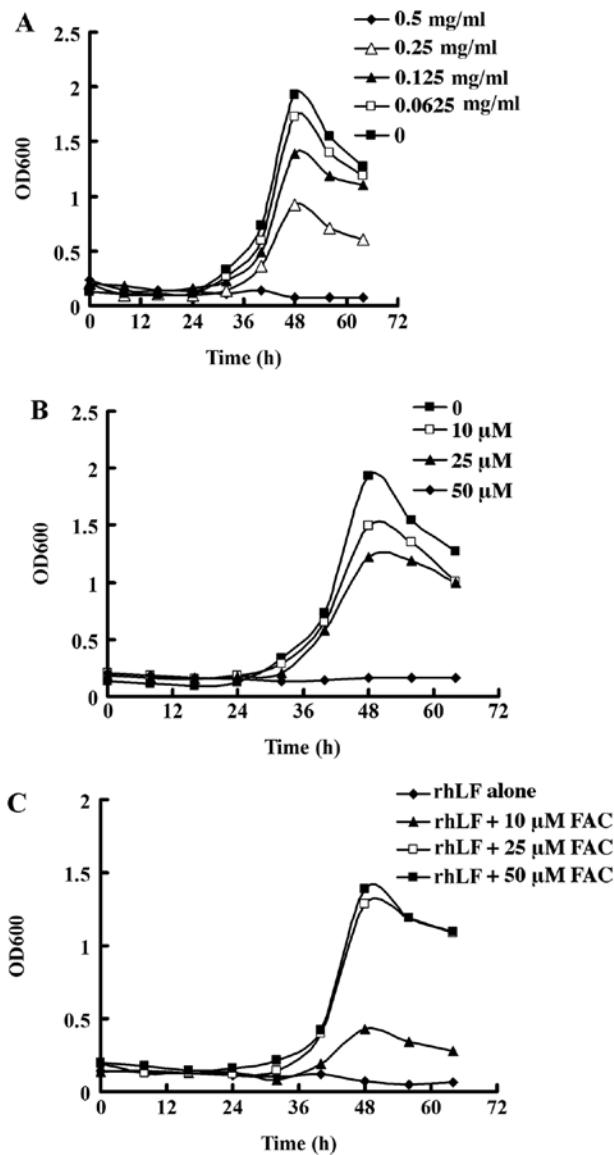 A
0.5 mg/ml
0.25 mg/ml
0.125 mg/ml
0.0625 mg/ml
0
2.5
2
1.5
1
0.5
0
OD600
0 12 24 36 48 60 72
Time (h)
B
0
10 µM
25 µM
50 µM
2.5
2
1.5
1
0.5
0
OD600
0 12 24 36 48 60 72
Time (h)
C
rhLF alone
rhLF + 10 µM FAC
rhLF + 25 µM FAC
rhLF + 50 µM FAC
2
1.5
1
0.5
0
OD600
0 12 24 36 48 60 72
Time (h)